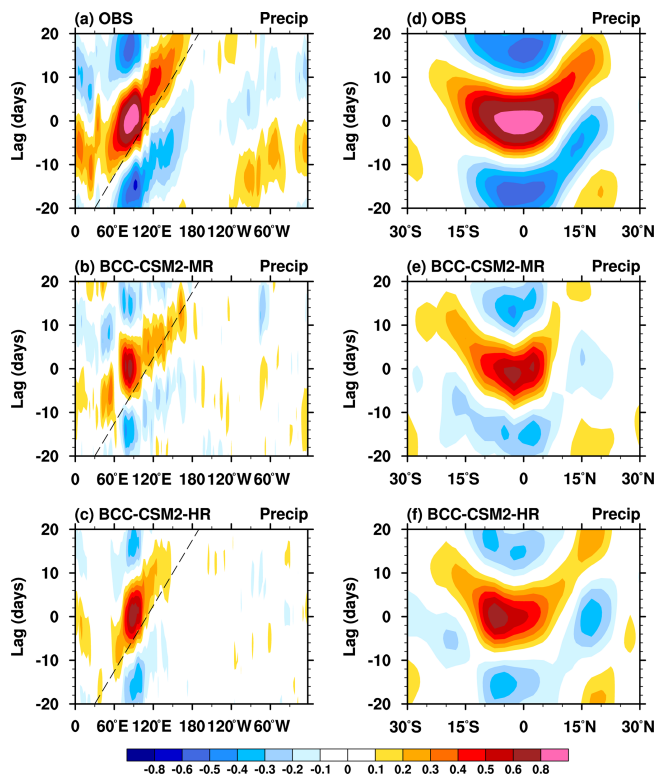 (a) OBS Precip
20
10
0
-10
-20
Lag (days)
0 60°E 120°E 180 120°W 60°W
(d) OBS Precip
20
10
0
-10
-20
Lag (days)
30°S 15°S 0 15°N 30°N
(b) BCC-CSM2-MR Precip
20
10
0
-10
-20
Lag (days)
0 60°E 120°E 180 120°W 60°W
(e) BCC-CSM2-MR Precip
20
10
0
-10
-20
Lag (days)
30°S 15°S 0 15°N 30°N
(c) BCC-CSM2-HR Precip
20
10
0
-10
-20
Lag (days)
0 60°E 120°E 180 120°W 60°W
(f) BCC-CSM2-HR Precip
20
10
0
-10
-20
Lag (days)
30°S 15°S 0 15°N 30°N
-0.8 -0.6 -0.5 -0.4 -0.3 -0.2 -0.1 0 0.1 0.2 0.3 0.4 0.5 0.6 0.8